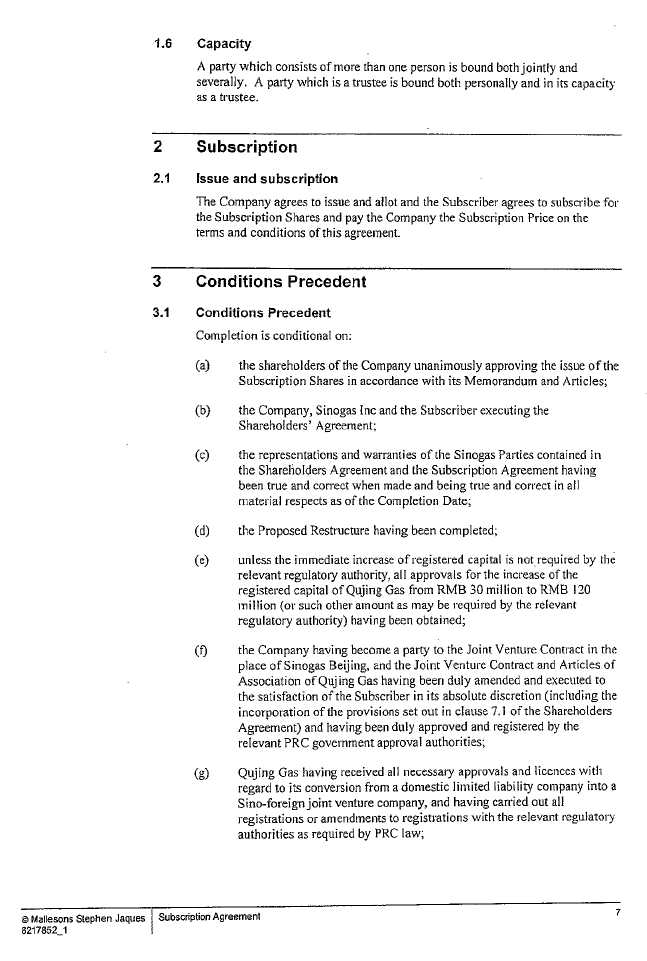 1.6 Capacity
A party which consists of more than one person is bound both jointly and
severally. A party which is a trustee is bound both personally and in its capacity
as a trustee.
2 Subscription
2.1 Issue and subscription
The Company agrees to issue and allot and the Subscriber agrees to subscribe for
the Subscription Shares and pay the Company the Subscription Price on the
terms and conditions of this agreement.
3 Conditions Precedent
3.1 Conditions Precedent
Completion is conditional on:
(a) the shareholders of the Company unanimously approving the issue of the
Subscription Shares in accordance with its Memorandum and Articles;
(b) the Company, Sinogas Inc and the Subscriber executing the
Shareholders' Agreement;
(c) the representations and warranties of the Sinogas Parties contained in
the Shareholders Agreement and the Subscription Agreement having
been true and correct when made and being true and correct in all
material respects as of the Completion Date;
(d) the Proposed Restructure having been completed;
(e) unless the immediate increase of registered capital is not required by the
relevant regulatory authority, all approvals for the increase of the
registered capital of Qujing Gas from RMB 30 million to RMB 120
million (or such other amount as may be required by the relevant
regulatory authority) having been obtained;
(f) the Company having become a party to the Joint Venture Contract in the
place of Sinogas Beijing, and the Joint Venture Contract and Articles of
Association of Qujing Gas having been duly amended and executed to
the satisfaction of the Subscriber in its absolute discretion (including the
incorporation of the provisions set out in clause 7.1 of the Shareholders
Agreement) and having been duly approved and registered by the
relevant PRC government approval authorities;
(g) Qujing Gas having received all necessary approvals and licences with
regard to its conversion from a domestic limited liability company into a
Sino-foreign joint venture company, and having carried out all
registrations or amendments to registrations with the relevant regulatory
authorities as required by PRC law;
© Mallesons Stephen Jaques Subscription Agreement 7
8217852_1